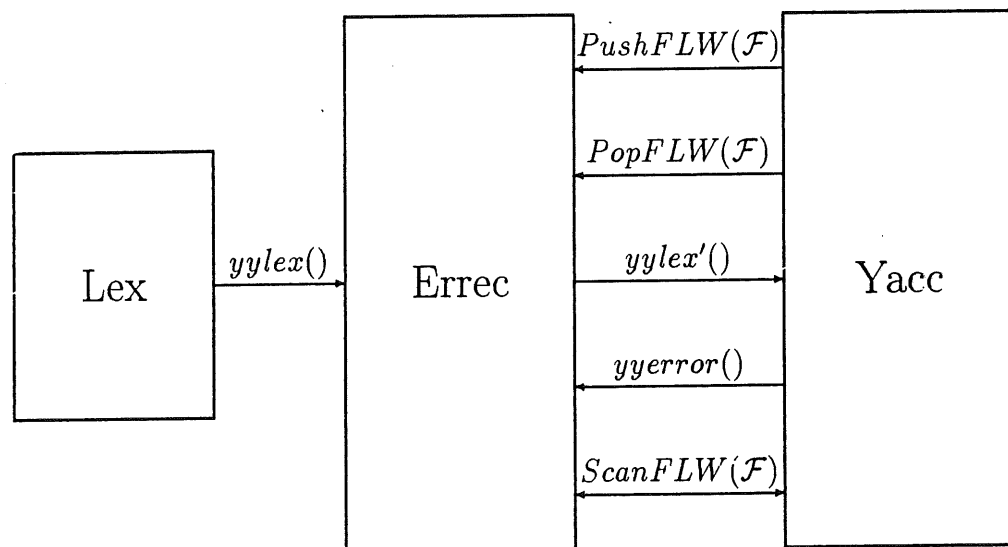 PushFLW(ℱ)
PopFLW(ℱ)
Lex
yylex()
Errec
yylex′()
Yacc
yyerror()
ScanFLW(ℱ)